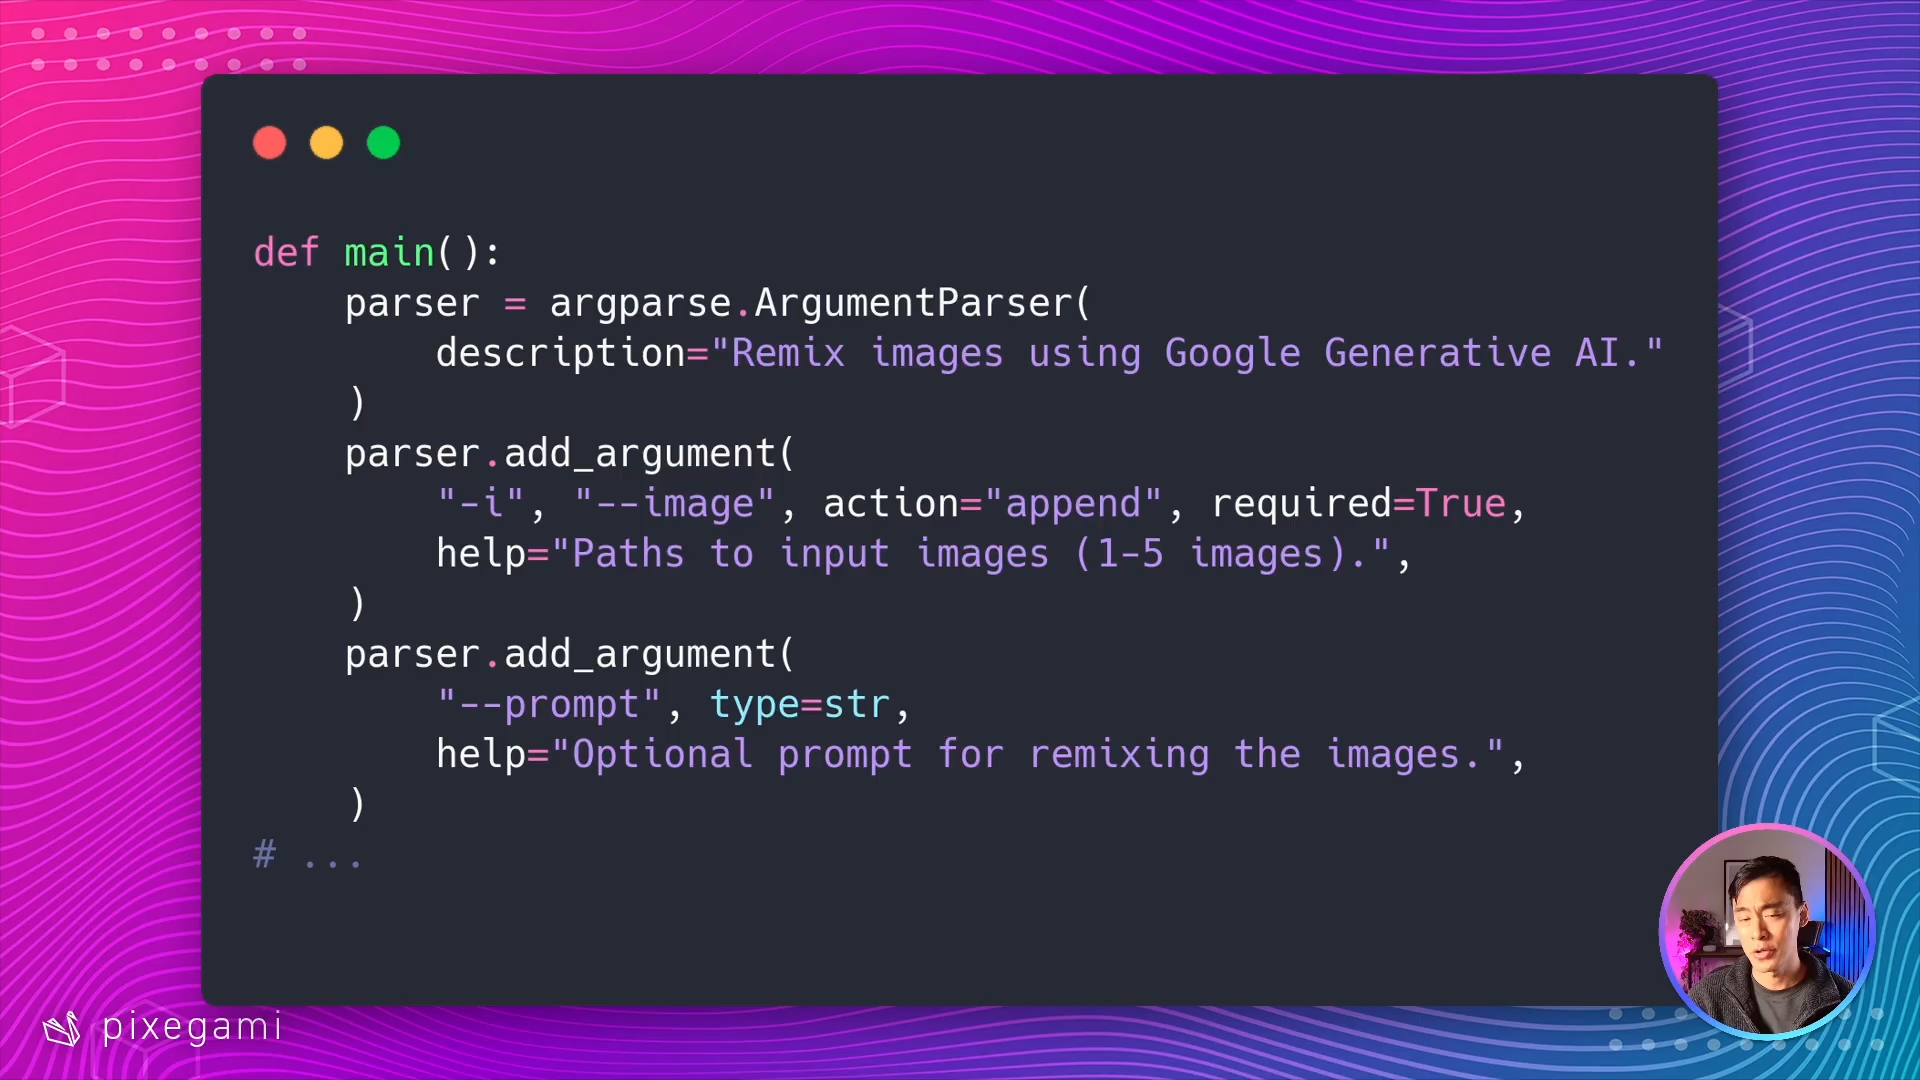 def main():
    parser = argparse.ArgumentParser(
        description="Remix images using Google Generative AI."
    )
    parser.add_argument(
        "-i", "--image", action="append", required=True,
        help="Paths to input images (1-5 images).",
    )
    parser.add_argument(
        "--prompt", type=str,
        help="Optional prompt for remixing the images.",
    )
# ...
pixegami